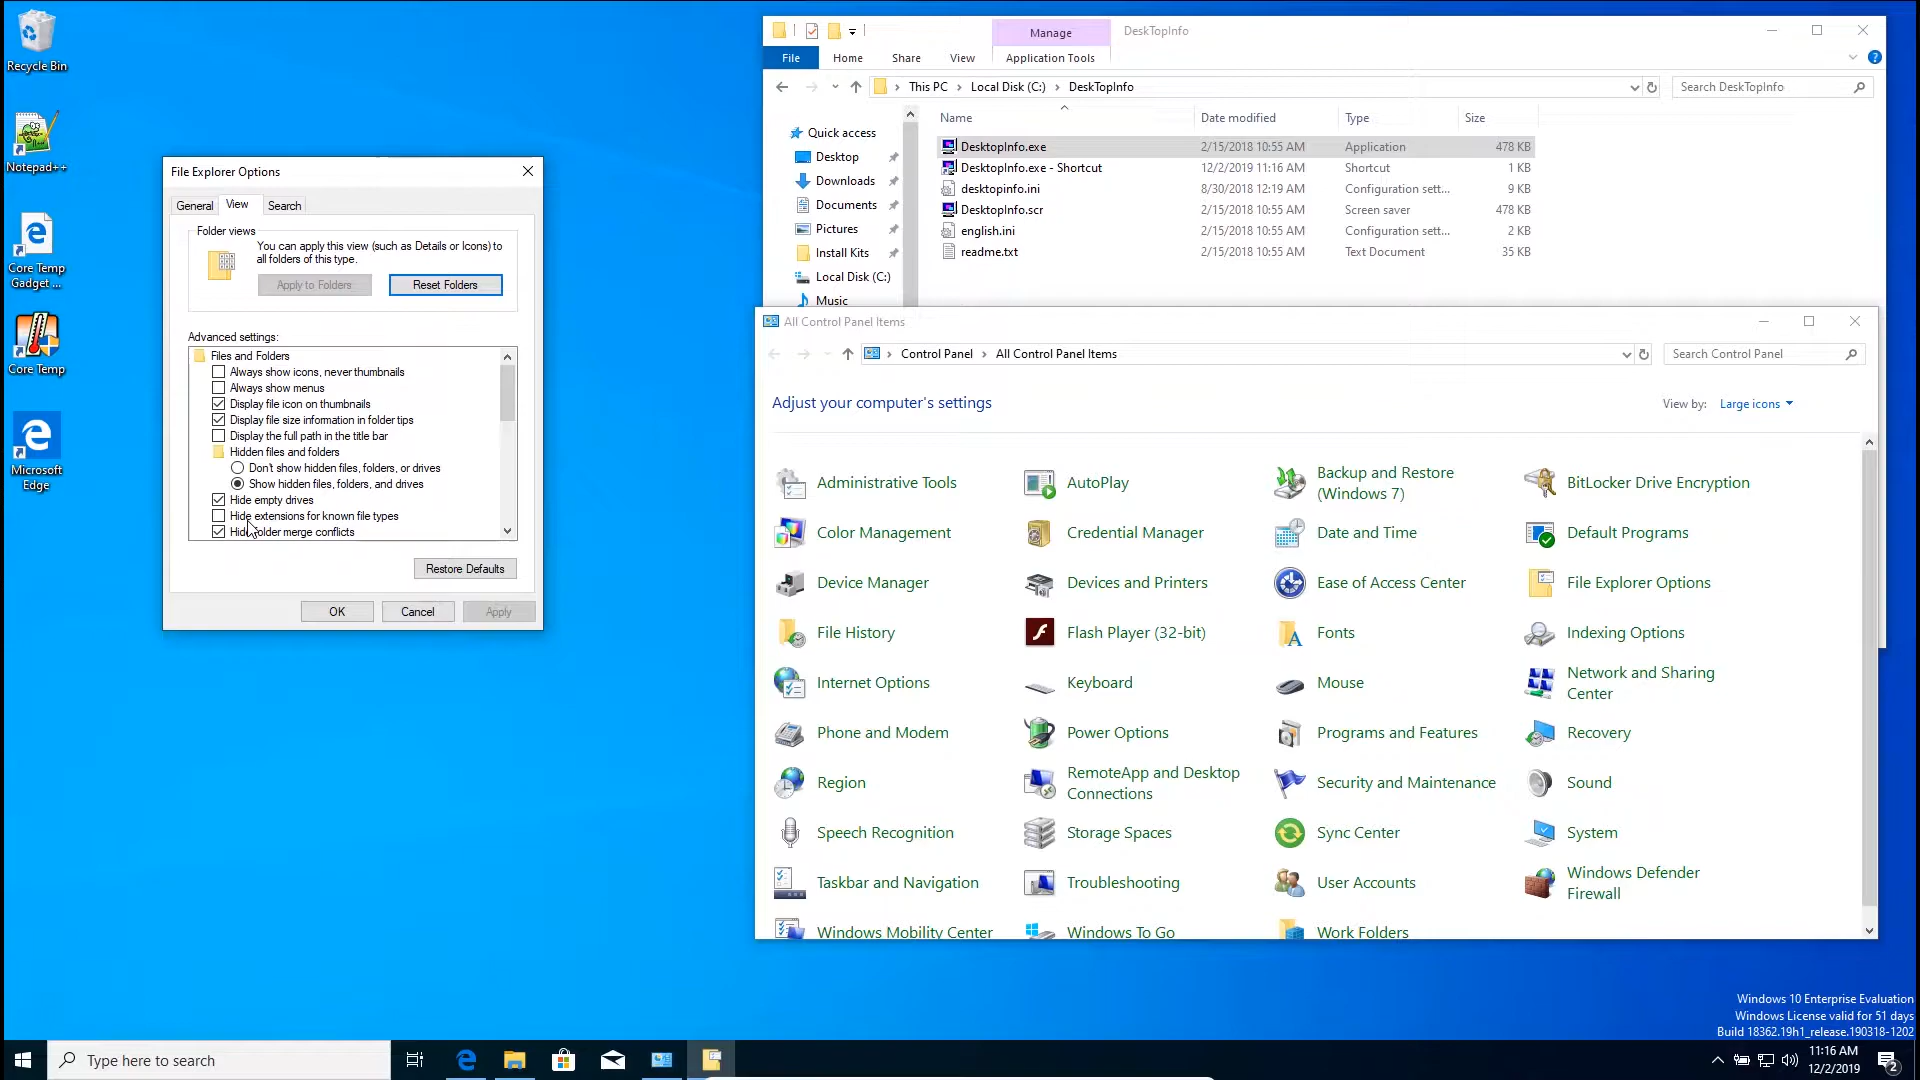 Recycle Bin
Notepad++
Core Temp
Gadget ...
Core Temp
Microsoft
Edge
File Explorer Options
General
View
Search
Folder views
You can apply this view (such as Details or Icons) to
all folders of this type.
Apply to Folders
Reset Folders
Advanced settings:
Files and Folders
Always show icons, never thumbnails
Always show menus
Display file icon on thumbnails
Display file size information in folder tips
Display the full path in the title bar
Hidden files and folders
Don't show hidden files, folders, or drives
Show hidden files, folders, and drives
Hide empty drives
Hide extensions for known file types
Hide folder merge conflicts
Restore Defaults
OK
Cancel
Apply
Manage
DeskTopInfo
File
Home
Share
View
Application Tools
This PC > Local Disk (C:) > DeskTopInfo
Search DeskTopInfo
Name
Date modified
Type
Size
Quick access
Desktop
Downloads
Documents
Pictures
Install Kits
Local Disk (C:)
Music
DesktopInfo.exe 2/15/2018 10:55 AM Application 478 KB
DesktopInfo.exe - Shortcut 12/2/2019 11:16 AM Shortcut 1 KB
desktopinfo.ini 8/30/2018 12:19 AM Configuration sett... 9 KB
DesktopInfo.scr 2/15/2018 10:55 AM Screen saver 478 KB
english.ini 2/15/2018 10:55 AM Configuration sett... 2 KB
readme.txt 2/15/2018 10:55 AM Text Document 35 KB
All Control Panel Items
Control Panel > All Control Panel Items
Search Control Panel
Adjust your computer's settings
View by: Large icons
Administrative Tools
AutoPlay
Backup and Restore
(Windows 7)
BitLocker Drive Encryption
Color Management
Credential Manager
Date and Time
Default Programs
Device Manager
Devices and Printers
Ease of Access Center
File Explorer Options
File History
Flash Player (32-bit)
Fonts
Indexing Options
Internet Options
Keyboard
Mouse
Network and Sharing
Center
Phone and Modem
Power Options
Programs and Features
Recovery
Region
RemoteApp and Desktop
Connections
Security and Maintenance
Sound
Speech Recognition
Storage Spaces
Sync Center
System
Taskbar and Navigation
Troubleshooting
User Accounts
Windows Defender
Firewall
Windows Mobility Center
Windows To Go
Work Folders
Windows 10 Enterprise Evaluation
Windows License valid for 51 days
Build 18362.19h1_release.190318-1202
Type here to search
11:16 AM
12/2/2019
2